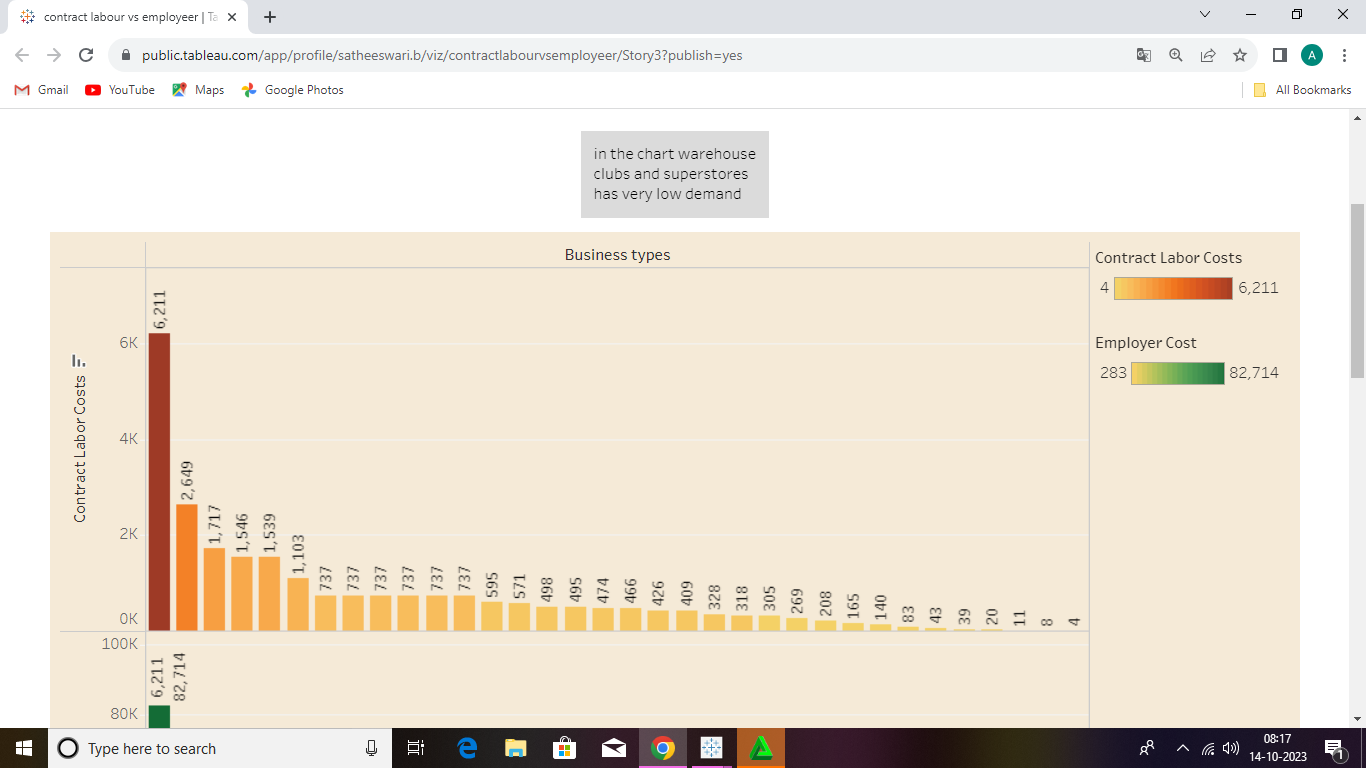 contract labour vs employeer | Ta
public.tableau.com/app/profile/satheeswari.b/viz/contractlabourvsemployeer/Story3?publish=yes
A
Gmail
YouTube
Maps
Google Photos
All Bookmarks
in the chart warehouse
clubs and superstores
has very low demand
Business types
Contract Labor Costs
4
6,211
Employer Cost
283
82,714
Contract Labor Costs
6K
4K
2K
0K
6,211
2,649
1,717
1,546
1,539
1,103
737
737
737
737
737
737
595
571
498
495
474
466
426
409
328
318
305
269
208
165
140
83
43
39
20
11
8
4
100K
80K
6,211
82,714
Type here to search
08:17
14-10-2023
1